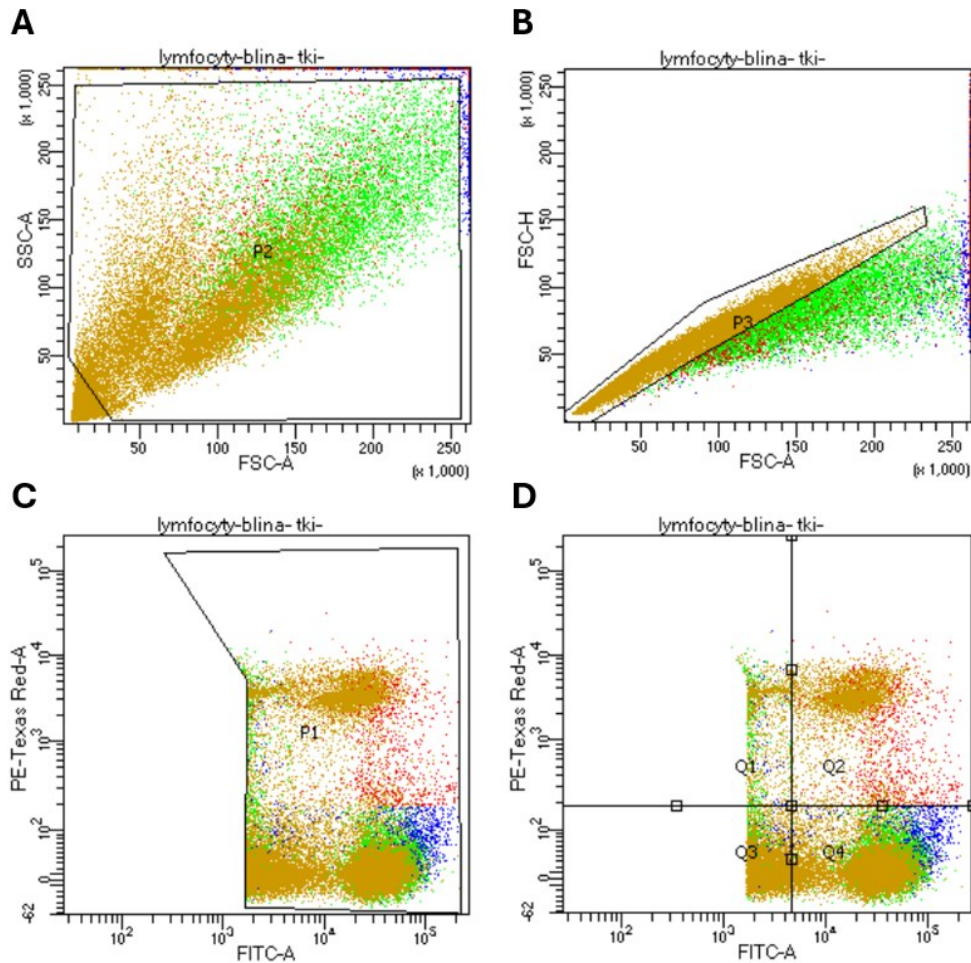 A
lymfocyty-blina- tki-
(x 1,000)
SSC-A
250
200
150
100
50
P2
50
100
150
200
250
FSC-A
(x 1,000)
B
lymfocyty-blina- tki-
(x 1,000)
FSC-H
250
200
150
100
50
P3
50
100
150
200
250
FSC-A
(x 1,000)
C
lymfocyty-blina- tki-
PE-Texas Red-A
10^5
10^4
10^3
10^2
0
-62
P1
10^2
10^3
10^4
10^5
FITC-A
D
lymfocyty-blina- tki-
PE-Texas Red-A
10^5
10^4
10^3
10^2
0
-62
Q1
Q2
Q3
Q4
10^2
10^3
10^4
10^5
FITC-A